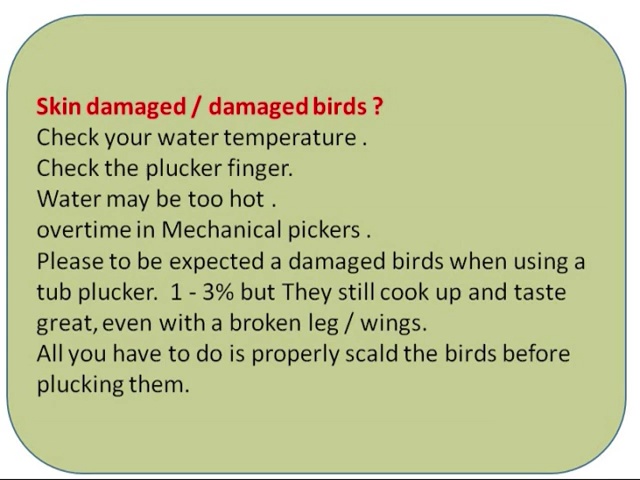 Skin damaged / damaged birds ?
Check your water temperature .
Check the plucker finger.
Water may be too hot .
overtime in Mechanical pickers .
Please to be expected a damaged birds when using a
tub plucker.  1 - 3% but They still cook up and taste
great, even with a broken leg / wings.
All you have to do is properly scald the birds before
plucking them.